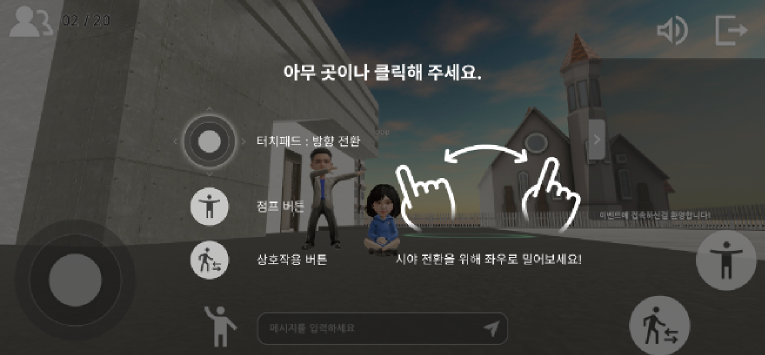 02 / 20
아무 곳이나 클릭해 주세요.
터치패드 : 방향 전환
점프 버튼
이벤트에 접속하신걸 환영합니다!
상호작용 버튼
시야 전환을 위해 좌우로 밀어보세요!
메시지를 입력하세요